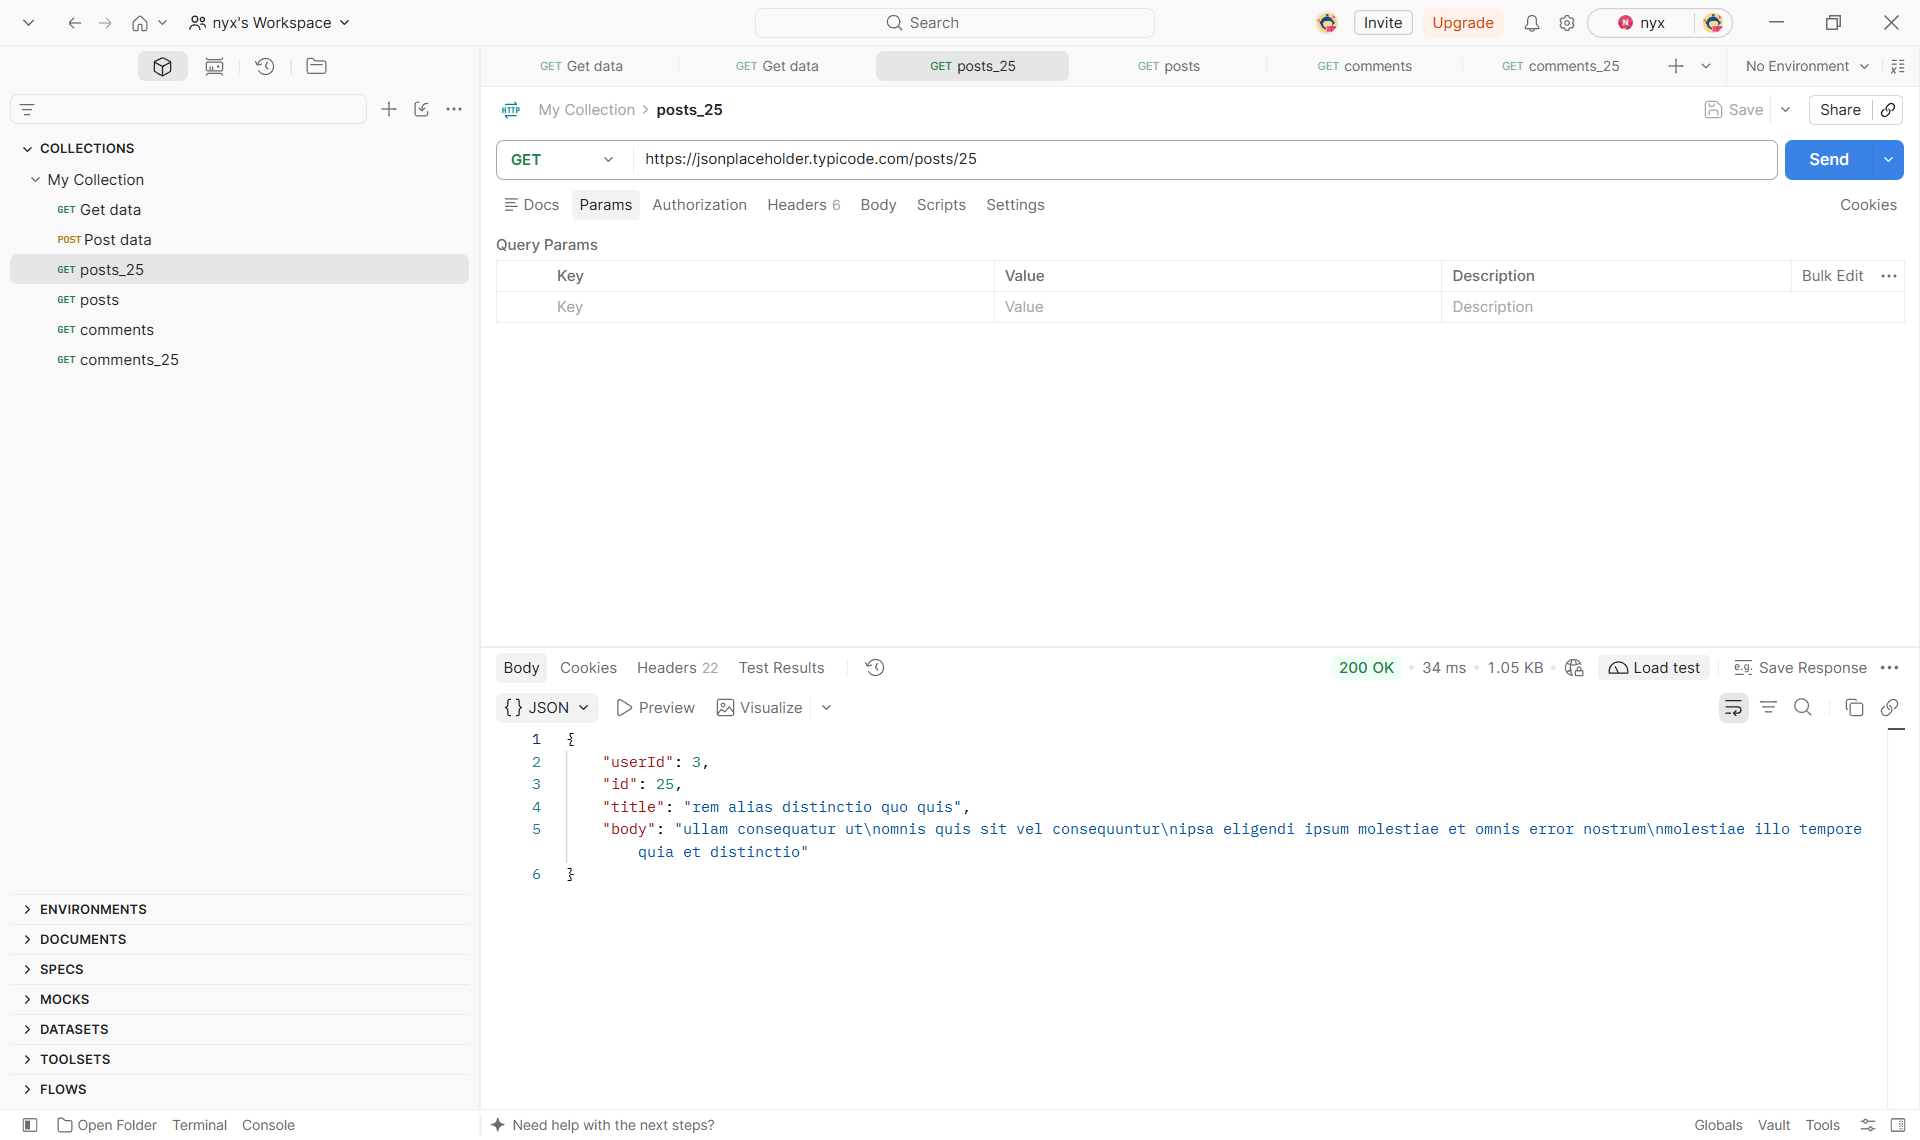 nyx's Workspace
Search
Invite
Upgrade
N
nyx
GET Get data
GET Get data
GET posts_25
GET posts
GET comments
GET comments_25
No Environment
HTTP
My Collection > posts_25
Save
Share
COLLECTIONS
My Collection
GET Get data
POST Post data
GET posts_25
GET posts
GET comments
GET comments_25
GET
https://jsonplaceholder.typicode.com/posts/25
Send
Docs
Params
Authorization
Headers 6
Body
Scripts
Settings
Cookies
Query Params
Key
Value
Description
Bulk Edit
Key
Value
Description
Body
Cookies
Headers 22
Test Results
200 OK
34 ms
1.05 KB
Load test
e.g. Save Response
{} JSON
Preview
Visualize
1 {
2 "userId": 3,
3 "id": 25,
4 "title": "rem alias distinctio quo quis",
5 "body": "ullam consequatur ut\nomnis quis sit vel consequuntur\nipsa eligendi ipsum molestiae et omnis error nostrum\nmolestiae illo tempore
quia et distinctio"
6 }
ENVIRONMENTS
DOCUMENTS
SPECS
MOCKS
DATASETS
TOOLSETS
FLOWS
Open Folder
Terminal
Console
Need help with the next steps?
Globals
Vault
Tools